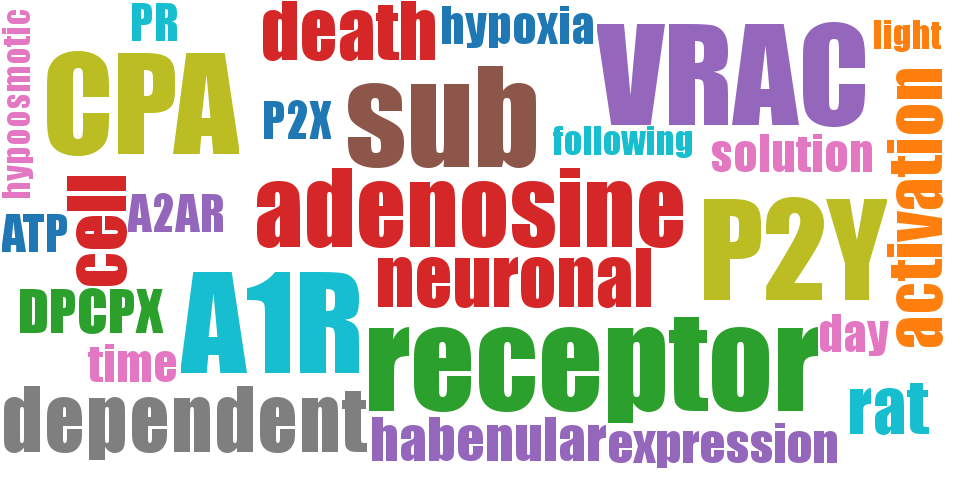 hypoosmotic
PR
death
hypoxia
VRAC
light
CPA
P2X
sub
following
solution
activation
cell
A2AR
ATP
adenosine
P2Y
neuronal
DPCPX
A1R
time
receptor
day
dependent
habenular
expression
rat